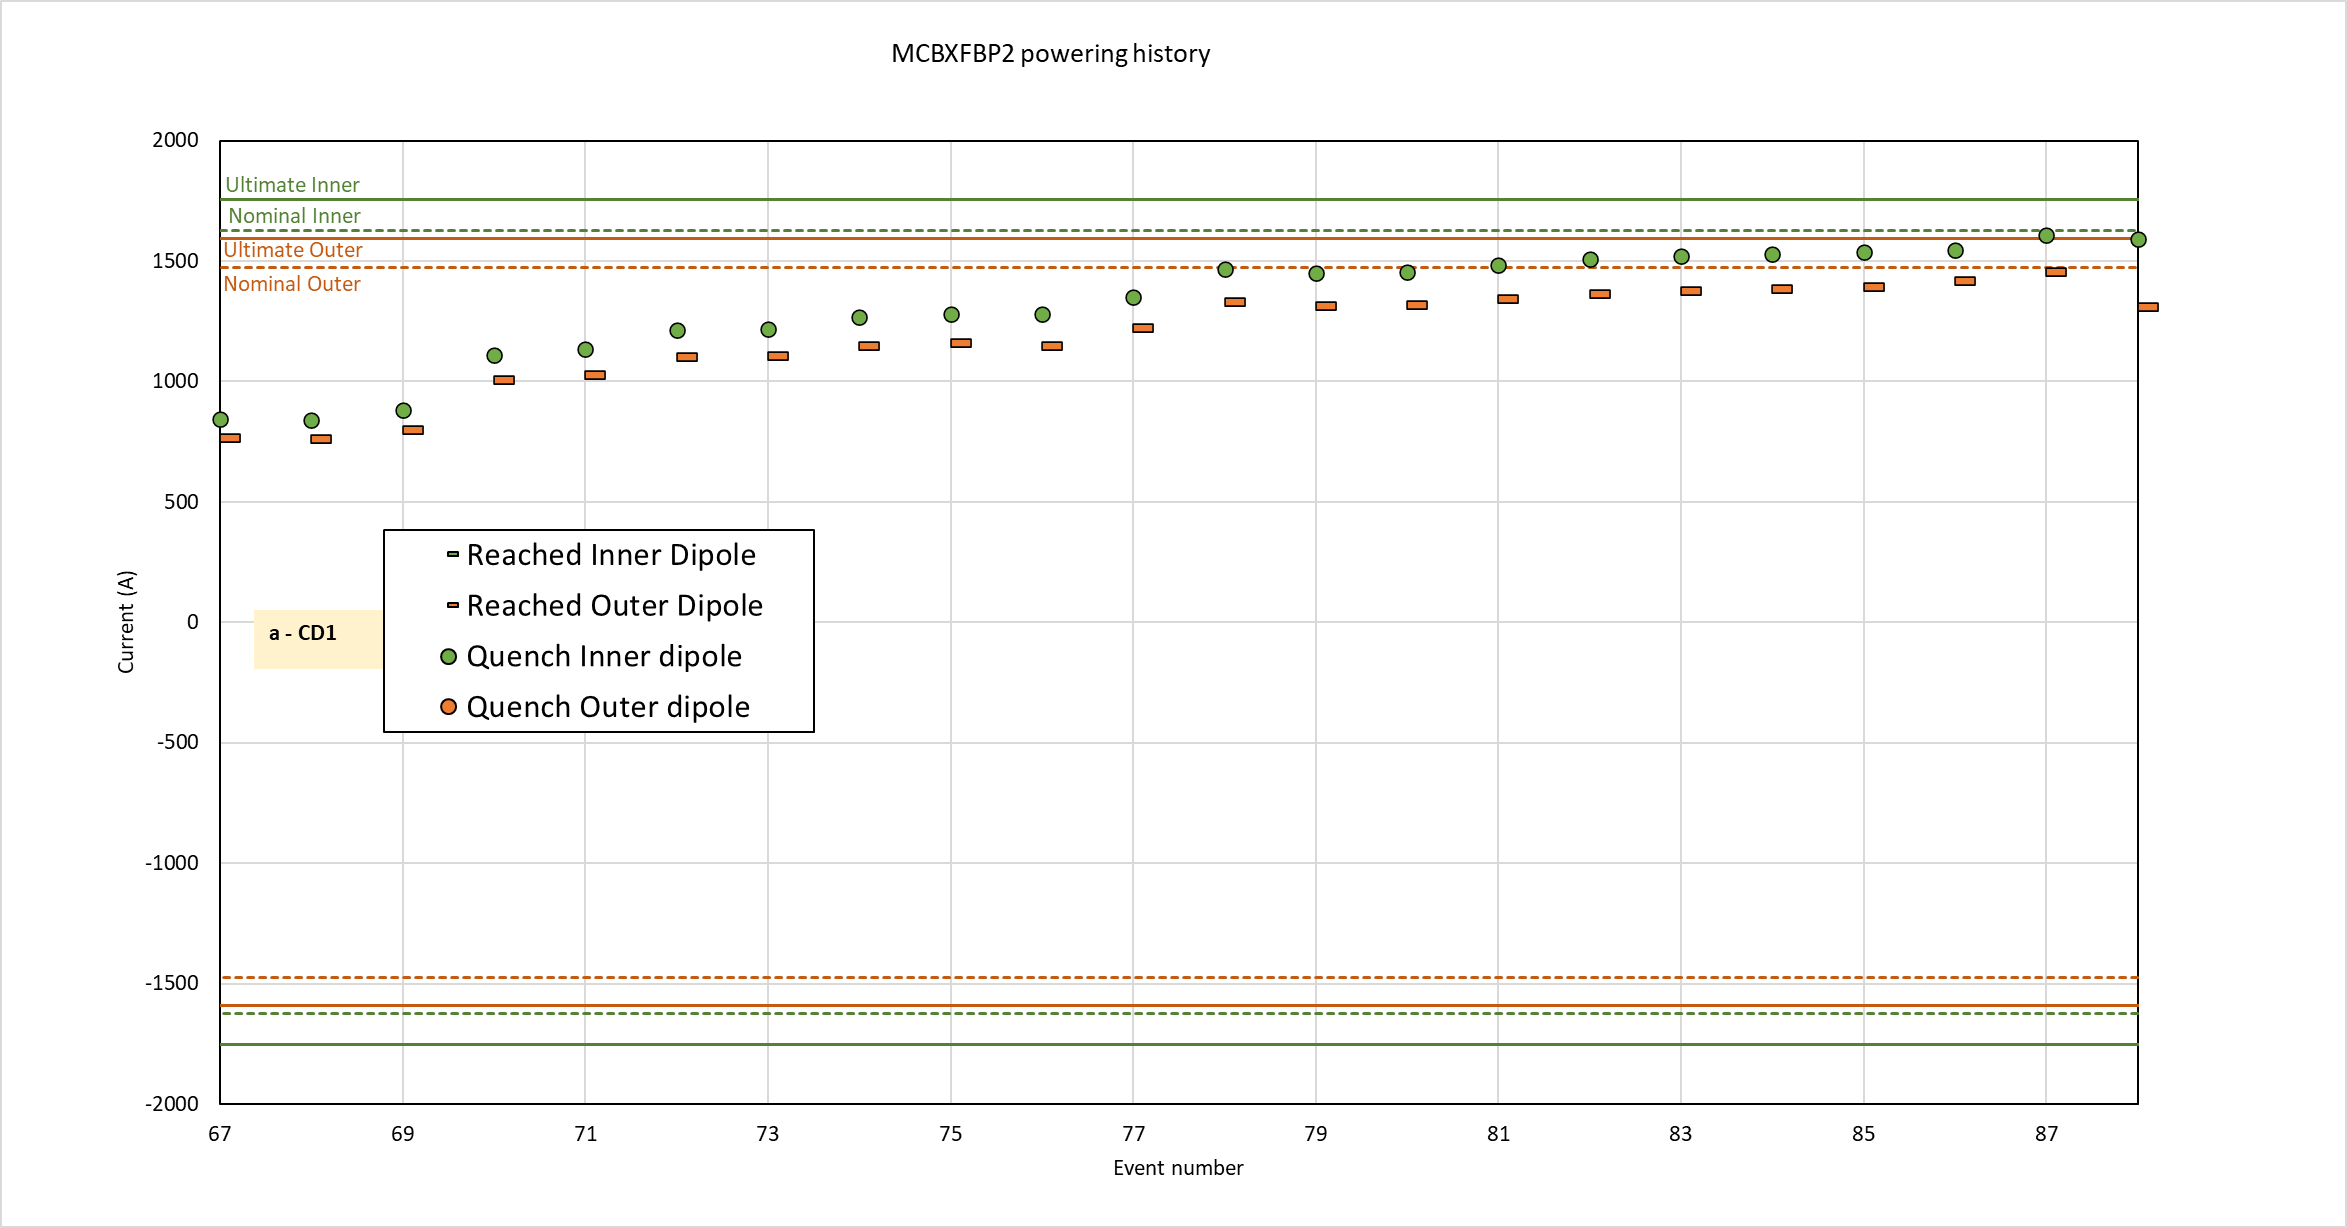 MCBXFBP2 powering history
2000
Ultimate Inner
Nominal Inner
Ultimate Outer
1500
Nominal Outer
1000
500
Reached Inner Dipole
Reached Outer Dipole
Current (A)
0
a - CD1
Quench Inner dipole
Quench Outer dipole
-500
-1000
-1500
-2000
67 69 71 73 75 77 79 81 83 85 87
Event number